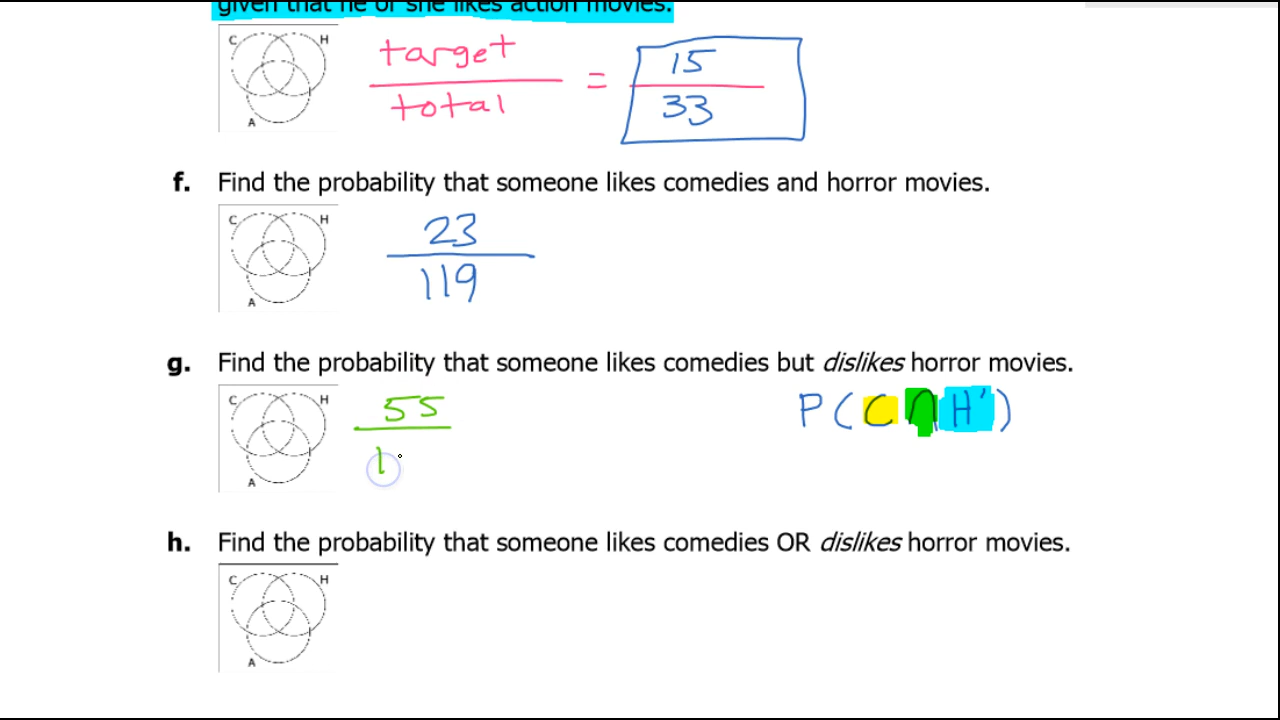 given that he or she likes action movies.
C H
target
total
=
15
33
A
f. Find the probability that someone likes comedies and horror movies.
C H
23
119
A
g. Find the probability that someone likes comedies but dislikes horror movies.
C H
55
1
P(C∩H')
A
h. Find the probability that someone likes comedies OR dislikes horror movies.
C H
A